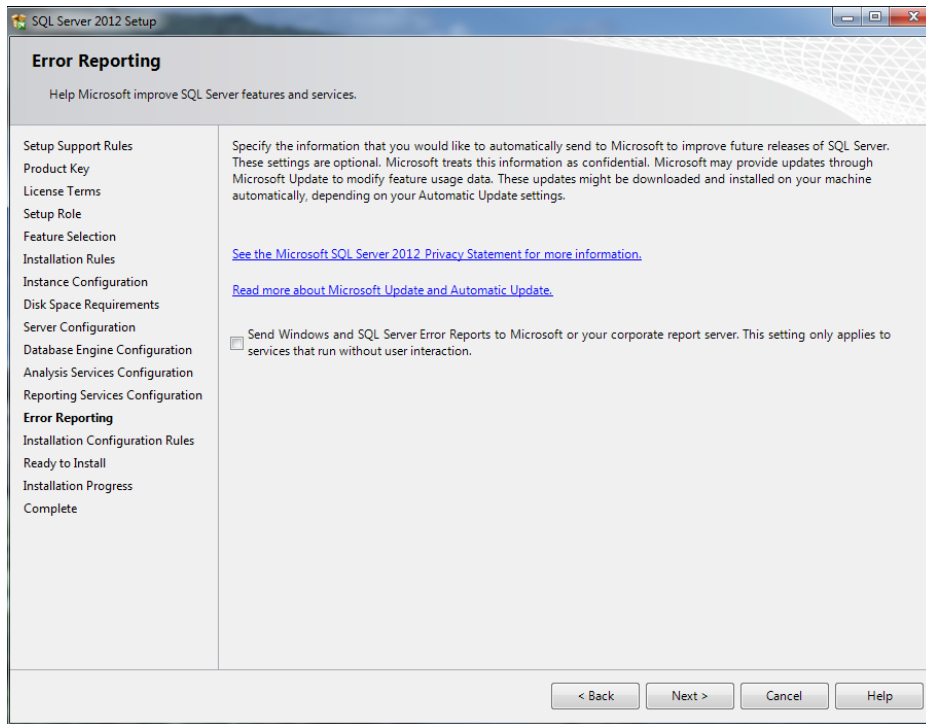 SQL Server 2012 Setup
Error Reporting
Help Microsoft improve SQL Server features and services.
Setup Support Rules
Product Key
License Terms
Setup Role
Feature Selection
Installation Rules
Instance Configuration
Disk Space Requirements
Server Configuration
Database Engine Configuration
Analysis Services Configuration
Reporting Services Configuration
Error Reporting
Installation Configuration Rules
Ready to Install
Installation Progress
Complete
Specify the information that you would like to automatically send to Microsoft to improve future releases of SQL Server.
These settings are optional. Microsoft treats this information as confidential. Microsoft may provide updates through
Microsoft Update to modify feature usage data. These updates might be downloaded and installed on your machine
automatically, depending on your Automatic Update settings.
See the Microsoft SQL Server 2012 Privacy Statement for more information.
Read more about Microsoft Update and Automatic Update.
Send Windows and SQL Server Error Reports to Microsoft or your corporate report server. This setting only applies to
services that run without user interaction.
< Back
Next >
Cancel
Help